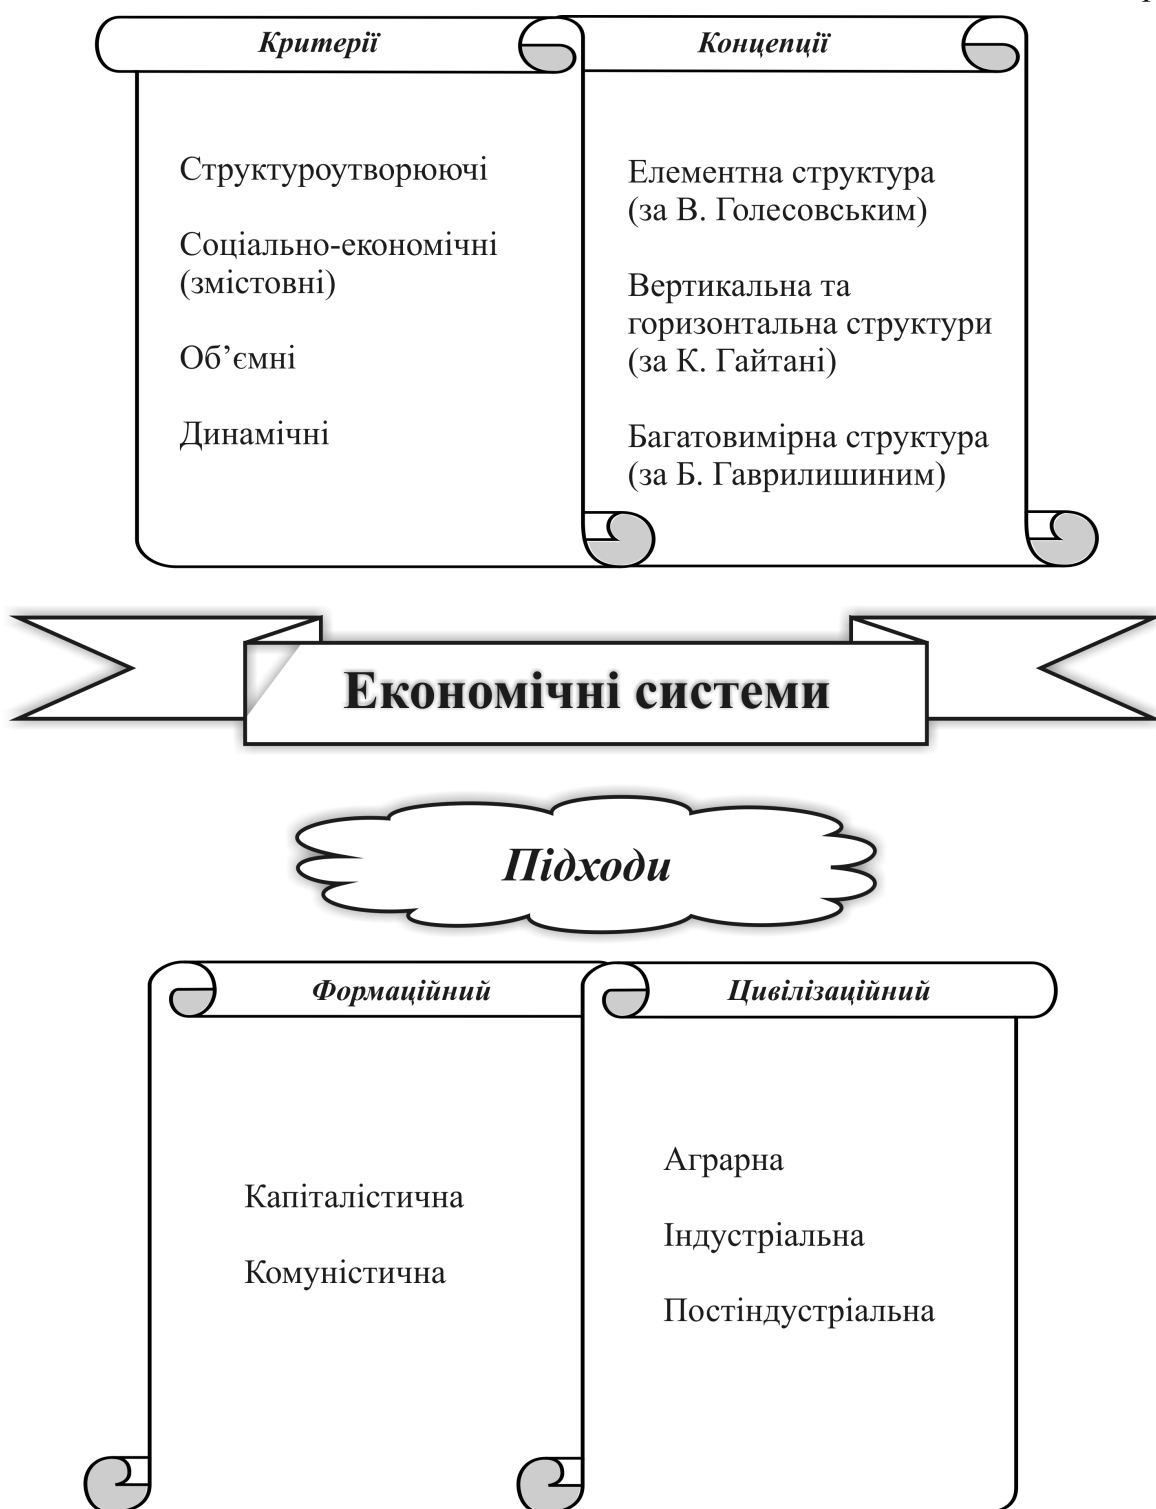 Критерії
Структуроутворюючі
Соціально-економічні
(змістовні)
Об’ємні
Динамічні
Концепції
Елементна структура
(за В. Голесовським)
Вертикальна та
горизонтальна структури
(за К. Гайтані)
Багатовимірна структура
(за Б. Гаврилишиним)
Економічні системи
Підходи
Формаційний
Капіталістична
Комуністична
Цивілізаційний
Аграрна
Індустріальна
Постіндустріальна